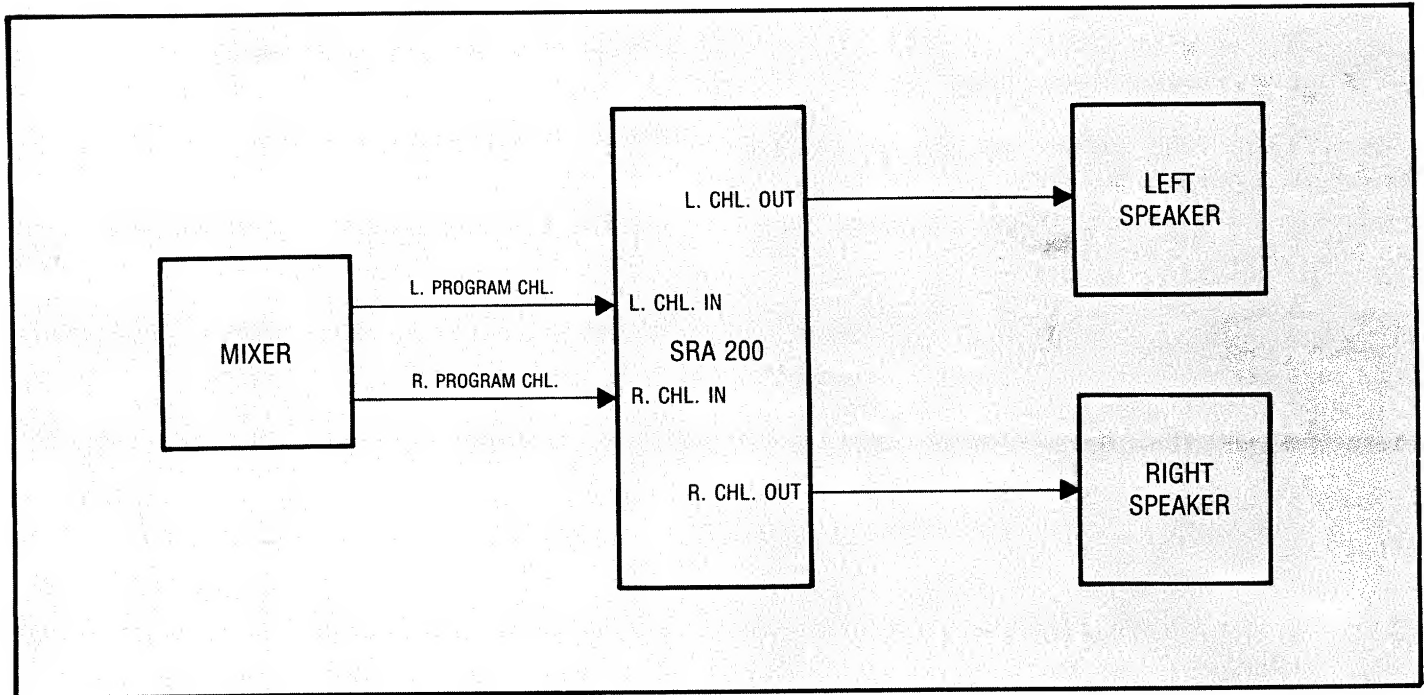 MIXER
L. PROGRAM CHL.
R. PROGRAM CHL.
L. CHL. IN
SRA 200
R. CHL. IN
L. CHL. OUT
R. CHL. OUT
LEFT
SPEAKER
RIGHT
SPEAKER